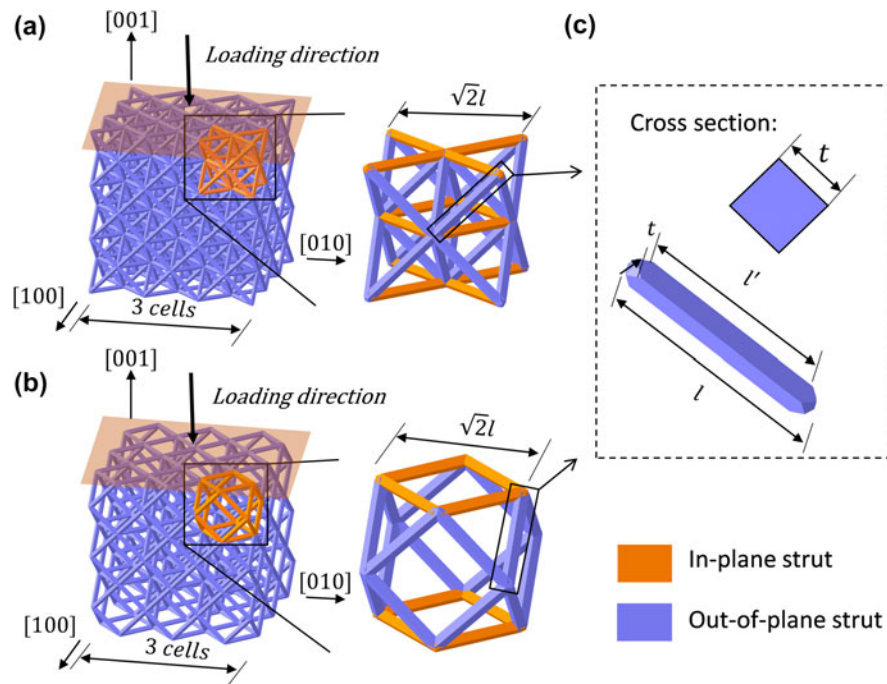 (a)
[001]
Loading direction
√2l
[010]
[100]
3 cells
(b)
[001]
Loading direction
√2l
[010]
[100]
3 cells
(c)
Cross section:
t
t
l'
l
In-plane strut
Out-of-plane strut